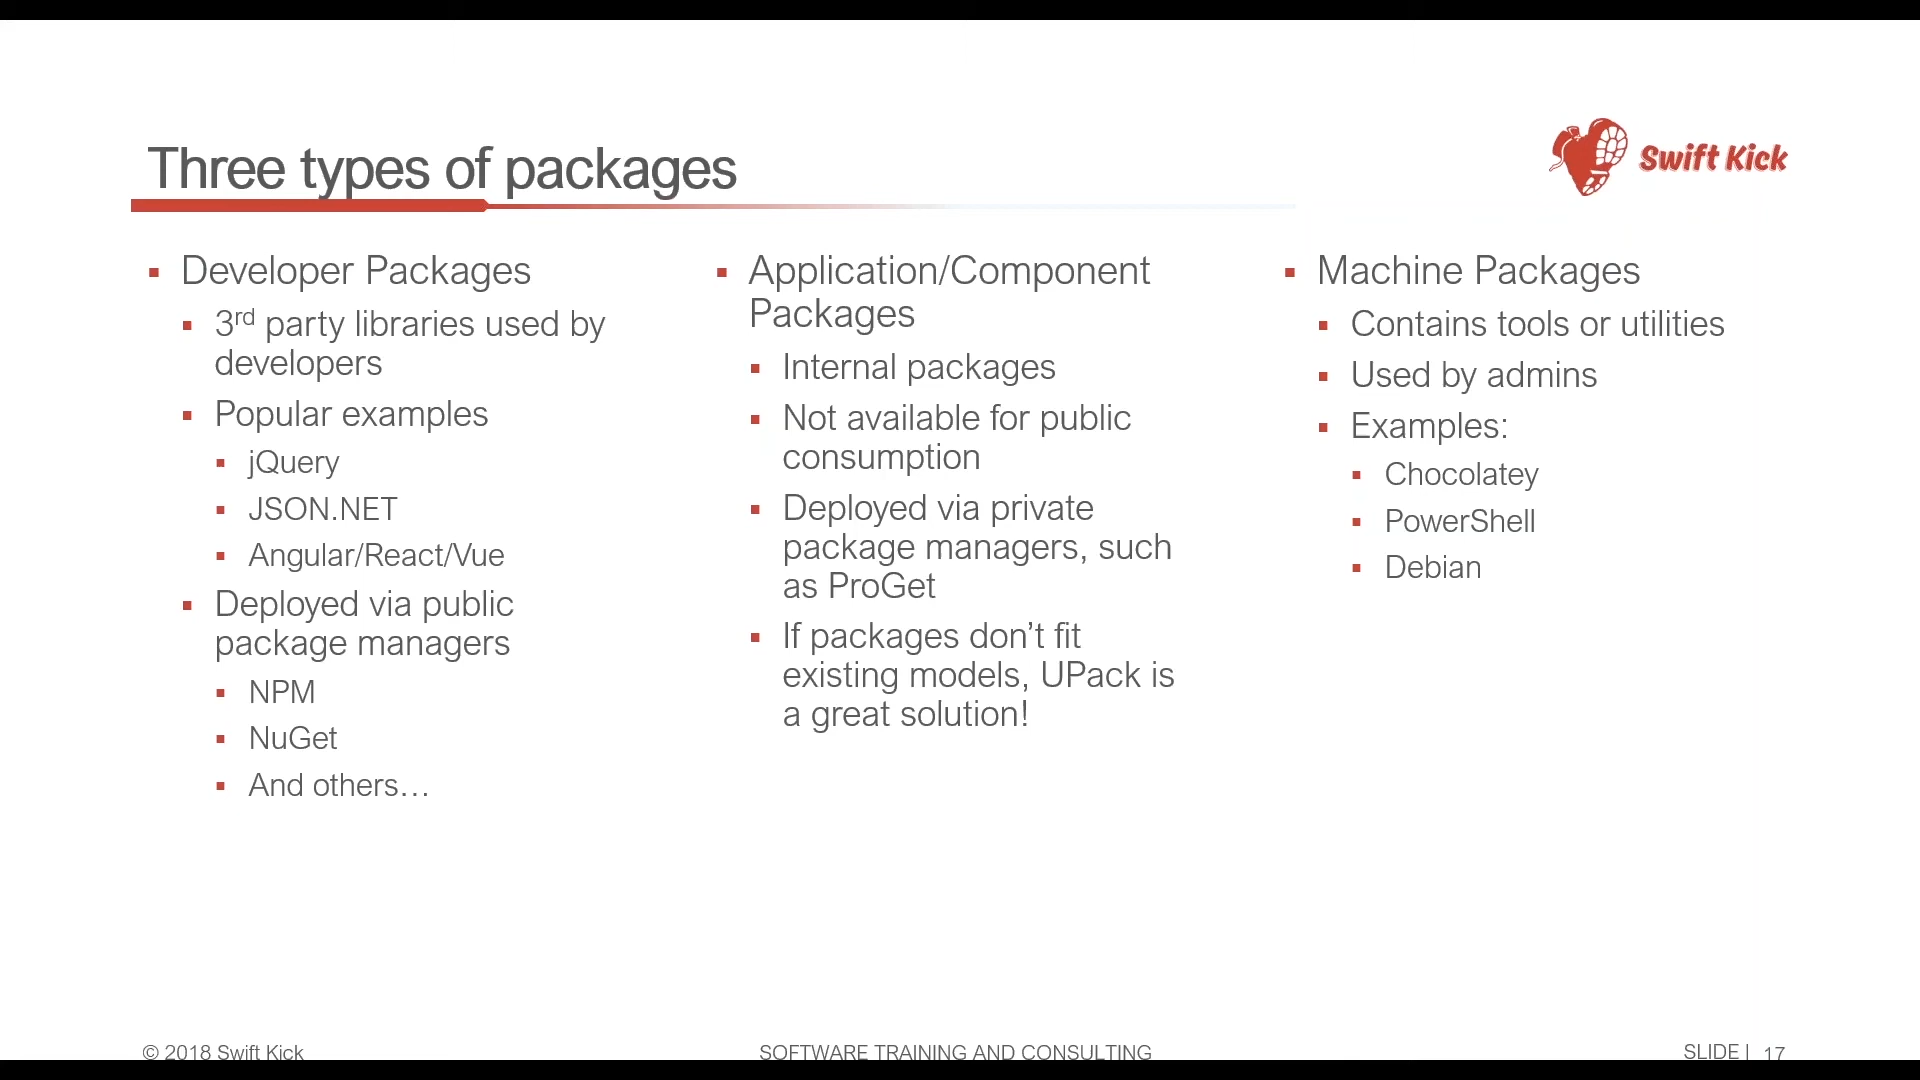 Three types of packages
Swift Kick
Developer Packages
3rd party libraries used by
developers
Popular examples
jQuery
JSON.NET
Angular/React/Vue
Deployed via public
package managers
NPM
NuGet
And others…
Application/Component
Packages
Internal packages
Not available for public
consumption
Deployed via private
package managers, such
as ProGet
If packages don’t fit
existing models, UPack is
a great solution!
Machine Packages
Contains tools or utilities
Used by admins
Examples:
Chocolatey
PowerShell
Debian
© 2018 Swift Kick
SOFTWARE TRAINING AND CONSULTING
SLIDE | 17